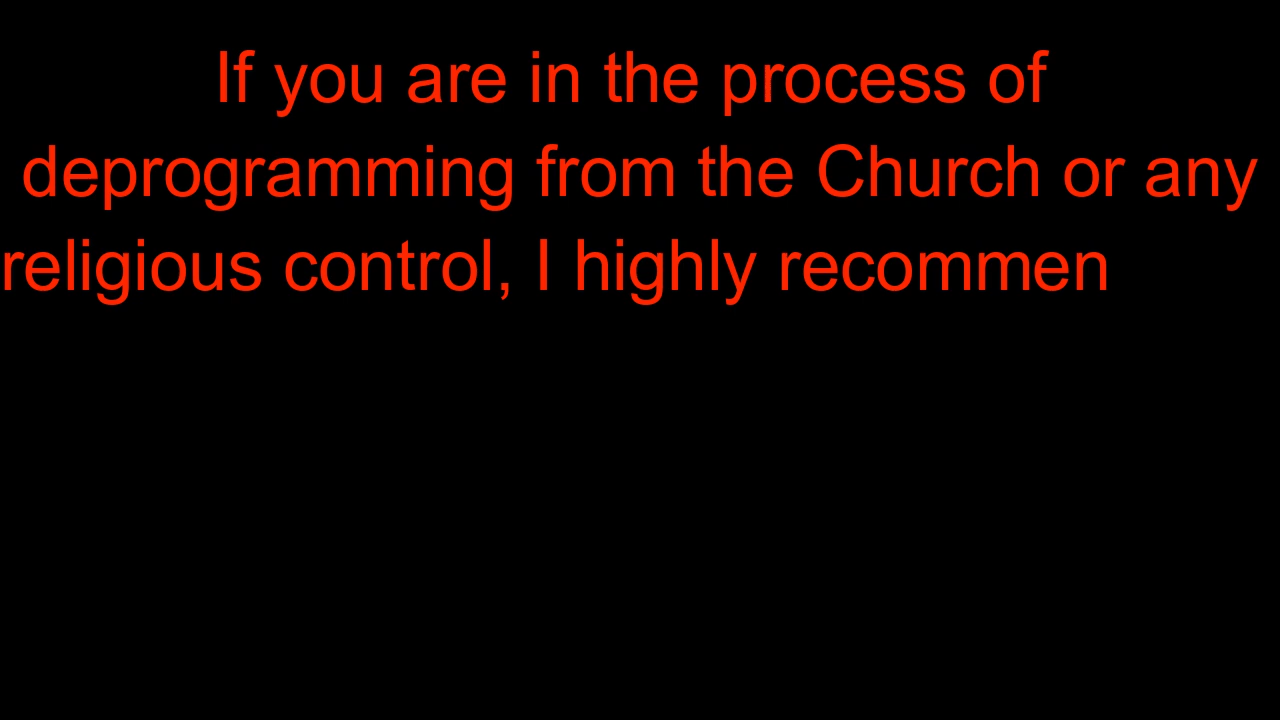 If you are in the process of
deprogramming from the Church or any
religious control, I highly recommen